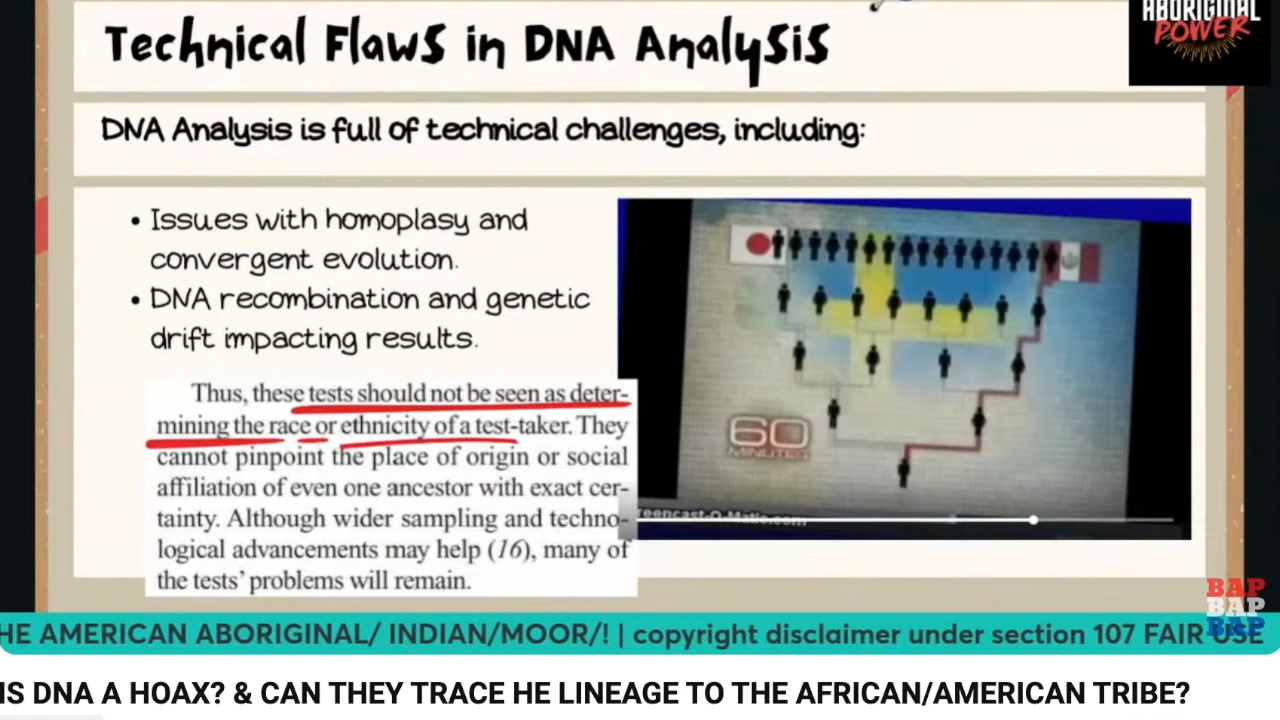 ABORIGINAL
POWER
Technical Flaws in DNA Analysis
DNA Analysis is full of technical challenges, including:
• Issues with homoplasy and
convergent evolution.
• DNA recombination and genetic
drift impacting results.
Thus, these tests should not be seen as deter-
mining the race or ethnicity of a test-taker. They
cannot pinpoint the place of origin or social
affiliation of even one ancestor with exact cer-
tainty. Although wider sampling and techno-
logical advancements may help (16), many of
the tests' problems will remain.
60
MINUTES
reencast-O-Matic.com
BAP
BAP
BAP
HE AMERICAN ABORIGINAL/ INDIAN/MOOR/! | copyright disclaimer under section 107 FAIR USE
IS DNA A HOAX? & CAN THEY TRACE HE LINEAGE TO THE AFRICAN/AMERICAN TRIBE?